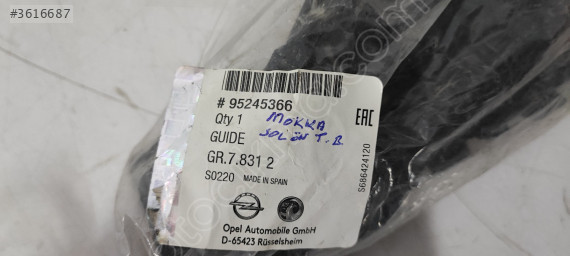 #3616687
# 95245366
Qty 1 MOKKA
GUIDE SOL ÖN T.B
GR.7.831 2
S0220 MADE IN SPAIN
EAC
S686424120
Opel Automobile GmbH
D-65423 Rüsselsheim